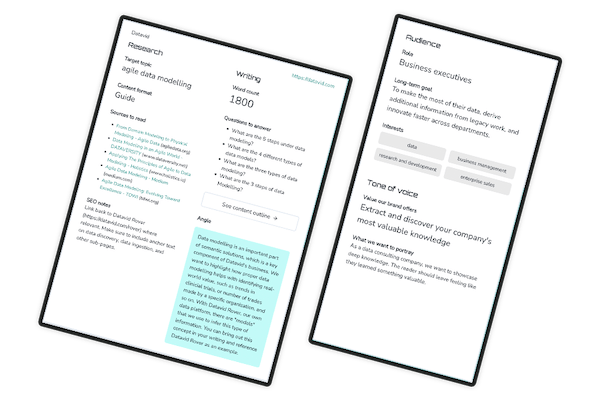 Datavid
Research
Target topic
agile data modelling
Content format
Guide
Sources to read
From Domain Modeling to Physical
Modeling - Agile Data (agiledata.org)
Data Modeling in an Agile World -
DATAVERSITY (www.dataversity.net)
Applying The Principles of Agile to Data
Modeling - Holistics (www.holistics.io)
Agile Data Modeling - Medium
(medium.com)
Agile Data Modeling: Evolving Toward
Excellence - TDWI (tdwi.org)
SEO notes
Link back to Datavid Rover
(https://datavid.com/rover) where
relevant. Make sure to include anchor text
on data discovery, data ingestion, and
other sub pages.
https://datavid.com
Writing
Word count
1800
Questions to answer
What are the 5 steps under data
modelling?
What are the 4 different types of
data models?
What are the three types of data
modelling?
What are the 3 steps of data
Modelling?
See content outline →
Angle
Data modelling is an important part
of semantic solutions, which is a key
component of Datavid's business. We
want to highlight how proper data
modelling helps with identifying real-
world value, such as trends in
clinical trials, or number of trades
made by a specific organisation, and
so on. With Datavid Rover, our own
data platform, there are "models"
that we use to infer this type of
information. You can bring out this
concept in your writing and reference
Datavid Rover as an example.
Audience
Role
Business executives
Long-term goal
To make the most of their data, derive
additional information from legacy work, and
innovate faster across departments.
Interests
data
business management
research and development
enterprise sales
Tone of voice
Value our brand offers
Extract and discover your company's
most valuable knowledge
What we want to portray
As a data consulting company, we want to showcase
deep knowledge. The reader should leave feeling like
they learned something valuable.